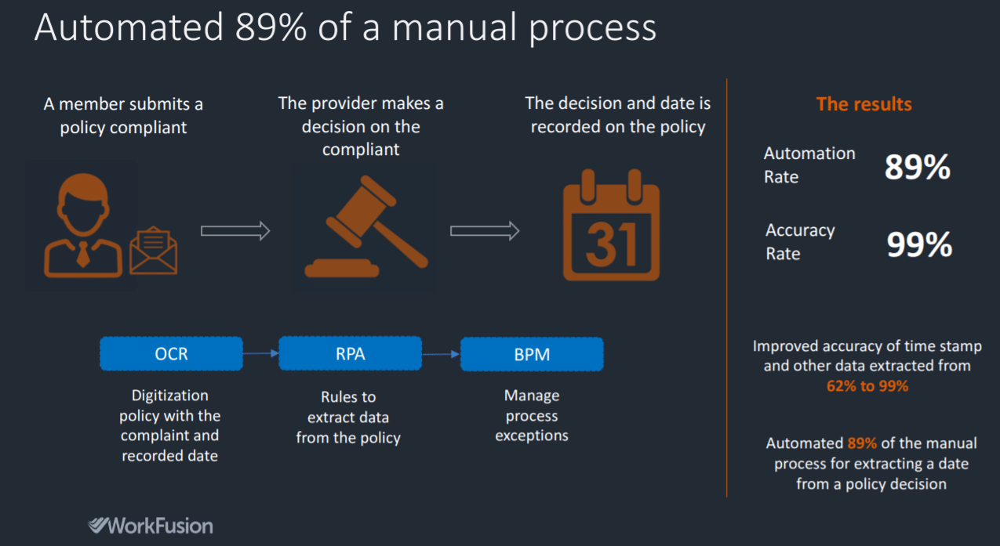 Automated 89% of a manual process
A member submits a
policy compliant
The provider makes a
decision on the
compliant
The decision and date is
recorded on the policy
31
OCR
RPA
BPM
Digitization
policy with the
complaint and
recorded date
Rules to
extract data
from the policy
Manage
process
exceptions
The results
Automation
Rate
89%
Accuracy
Rate
99%
Improved accuracy of time stamp
and other data extracted from
62% to 99%
Automated 89% of the manual
process for extracting a date
from a policy decision
WorkFusion